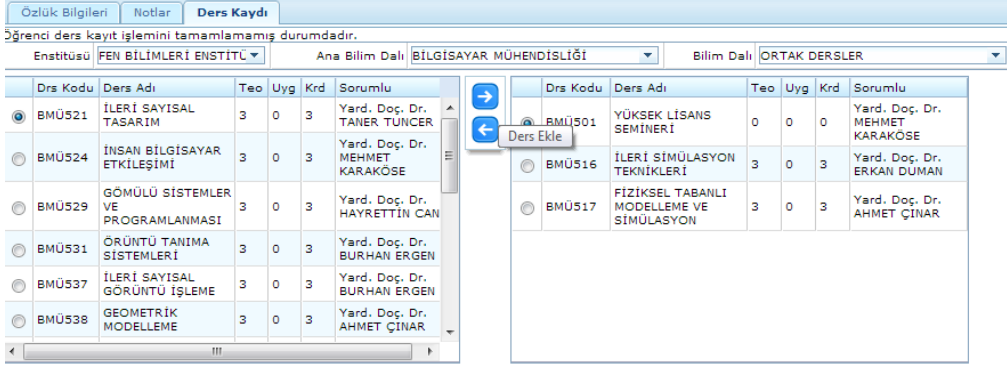 Özlük Bilgileri Notlar Ders Kaydı
Öğrenci ders kayıt işlemini tamamlamamış durumdadır.
Enstitüsü FEN BİLİMLERİ ENSTİTÜ Ana Bilim Dalı BİLGİSAYAR MÜHENDİSLİĞİ Bilim Dalı ORTAK DERSLER
Drs Kodu Ders Adı Teo Uyg Krd Sorumlu
BMÜ521 İLERİ SAYISAL TASARIM 3 0 3 Yard. Doç. Dr. TANER TUNCER
BMÜ524 İNSAN BİLGİSAYAR ETKİLEŞİMİ 3 0 3 Yard. Doç. Dr. MEHMET KARAKÖSE
BMÜ529 GÖMÜLÜ SİSTEMLER VE PROGRAMLANMASI 3 0 3 Yard. Doç. Dr. HAYRETTİN CAN
BMÜ531 ÖRÜNTÜ TANIMA SİSTEMLERİ 3 0 3 Yard. Doç. Dr. BURHAN ERGEN
BMÜ537 İLERİ SAYISAL GÖRÜNTÜ İŞLEME 3 0 3 Yard. Doç. Dr. BURHAN ERGEN
BMÜ538 GEOMETRİK MODELLEME 3 0 3 Yard. Doç. Dr. AHMET ÇINAR
Ders Ekle
Drs Kodu Ders Adı Teo Uyg Krd Sorumlu
BMÜ501 YÜKSEK LİSANS SEMİNERİ 0 0 0 Yard. Doç. Dr. MEHMET KARAKÖSE
BMÜ516 İLERİ SİMÜLASYON TEKNİKLERİ 3 0 3 Yard. Doç. Dr. ERKAN DUMAN
BMÜ517 FİZİKSEL TABANLI MODELLEME VE SİMÜLASYON 3 0 3 Yard. Doç. Dr. AHMET ÇINAR